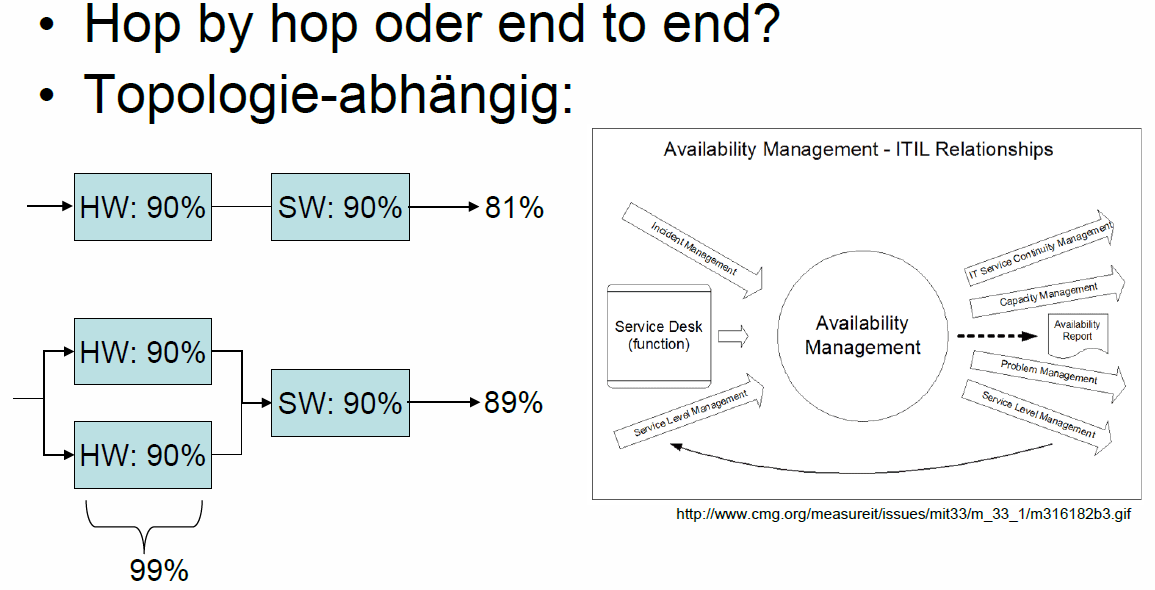 • Hop by hop oder end to end?
• Topologie-abhängig:
HW: 90%
SW: 90%
81%
HW: 90%
HW: 90%
SW: 90%
89%
99%
Availability Management - ITIL Relationships
Incident Management
Service Desk
(function)
Service Level Management
Availability
Management
IT Service Continuity Management
Capacity Management
Availability
Report
Problem Management
Service Level Management
http://www.cmg.org/measureit/issues/mit33/m_33_1/m316182b3.gif